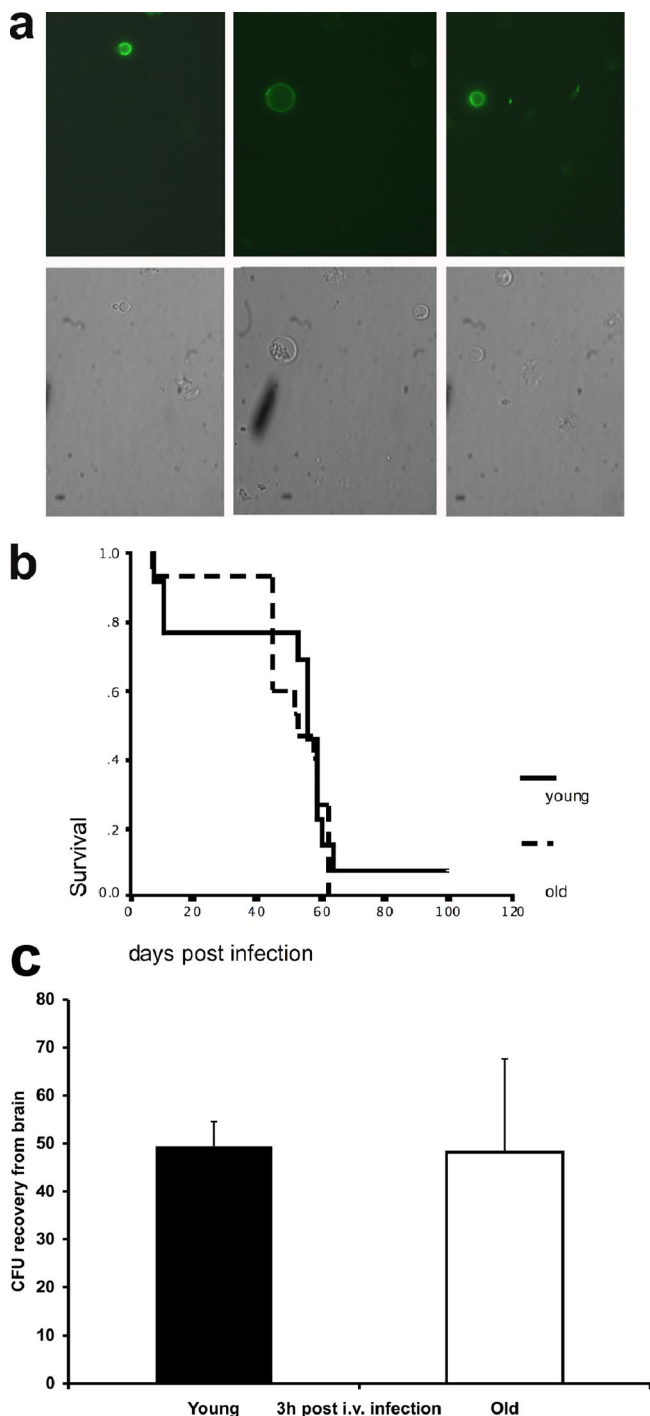 a
b
1.0
.8
.6
.4
.2
0.0
Survival
0 20 40 60 80 100 120
days post infection
young
old
c
80
70
60
50
40
30
20
10
0
CFU recovery from brain
Young 3h post i.v. infection Old